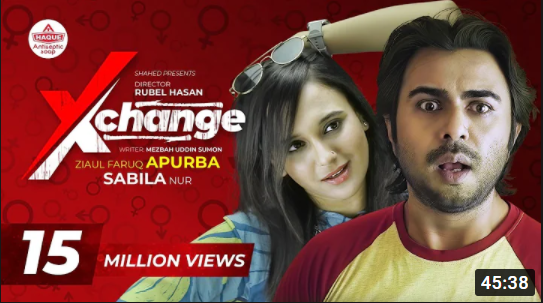 HAQUE
Antiseptic
soap
SHAHED PRESENTS
DIRECTOR
RUBEL HASAN
Xchange
WRITER MEZBAH UDDIN SUMON
ZIAUL FARUQ APURBA
SABILA NUR
15 MILLION VIEWS
45:38